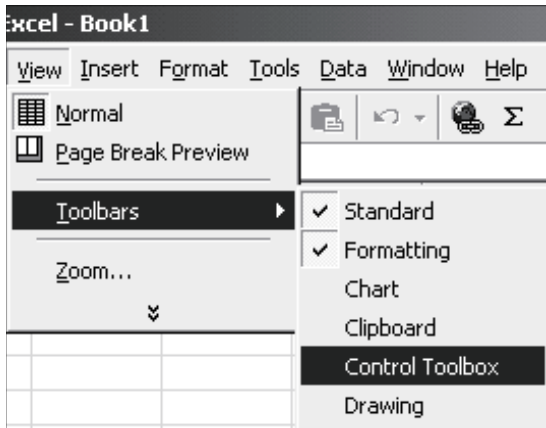 Excel - Book1
View Insert Format Tools Data Window Help
Normal
Page Break Preview
Toolbars
Zoom...
Σ
Standard
Formatting
Chart
Clipboard
Control Toolbox
Drawing